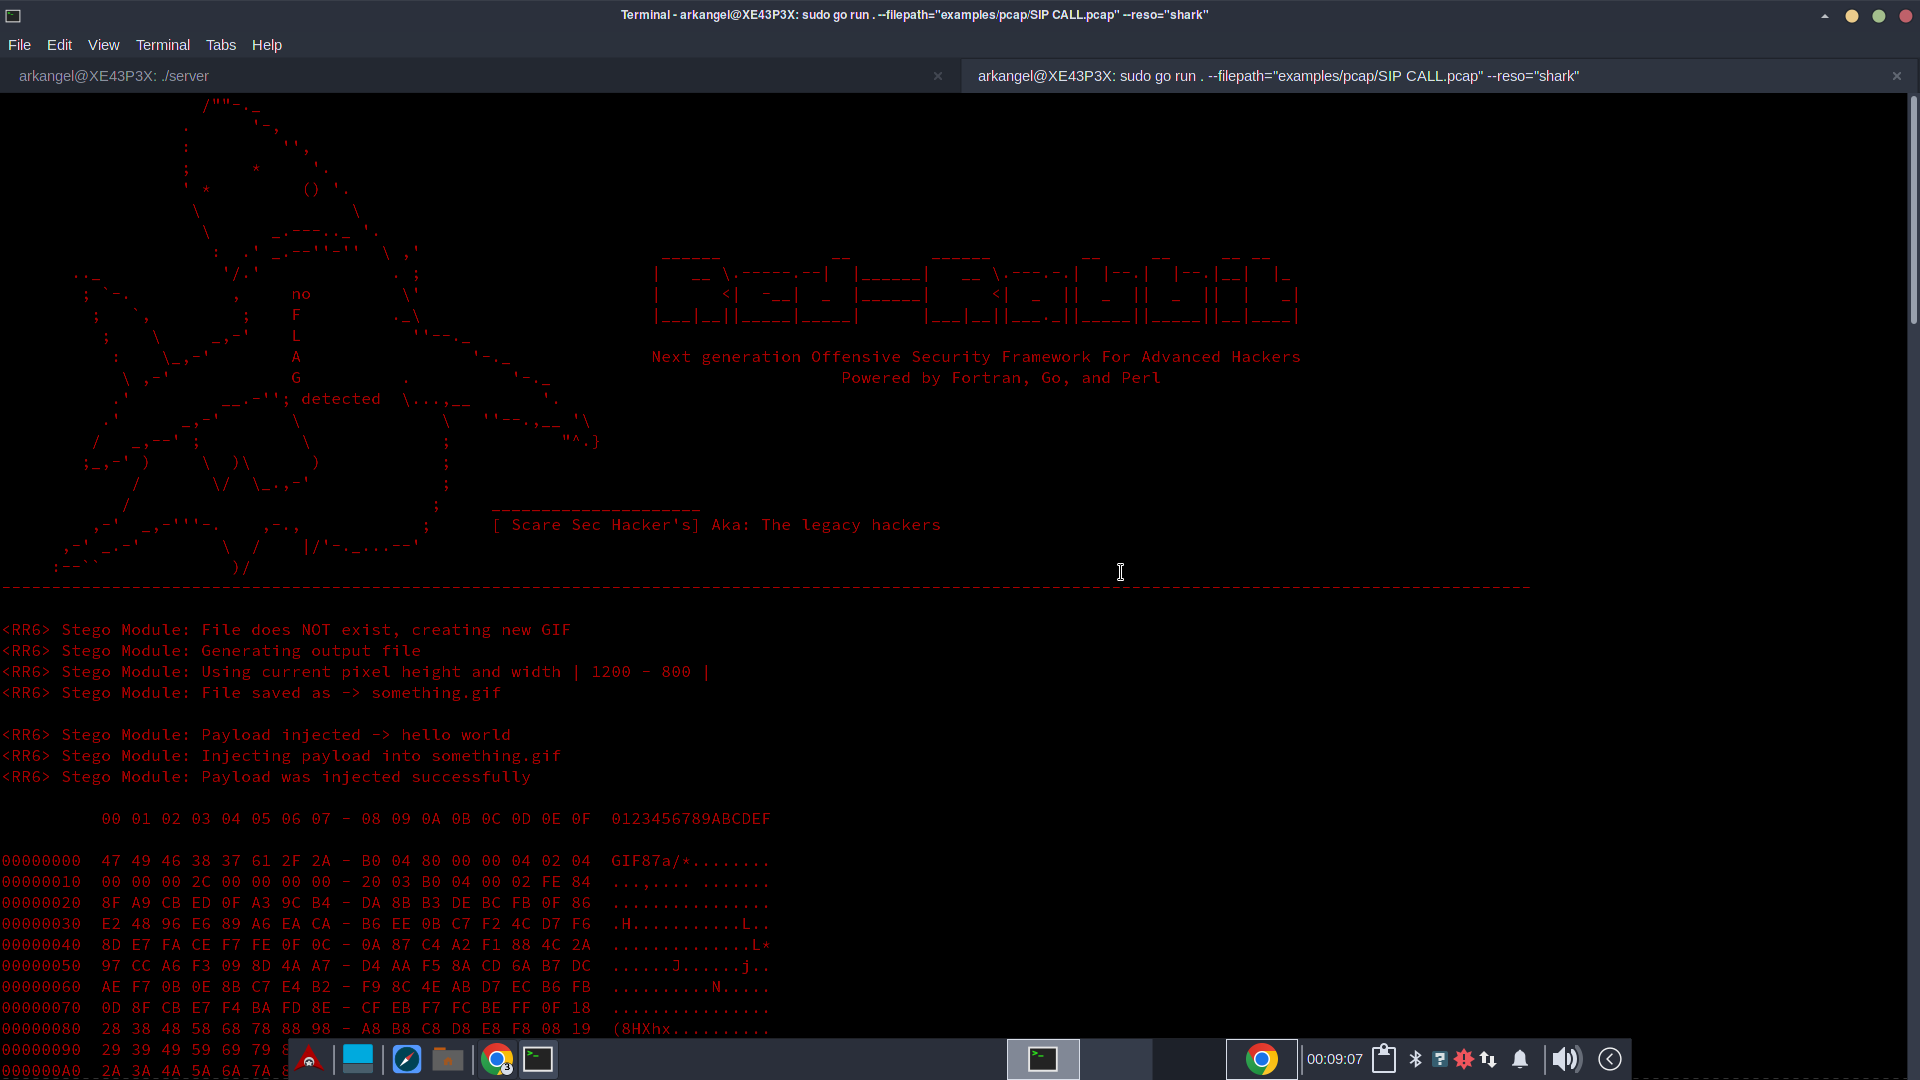 Terminal - arkangel@XE43P3X: sudo go run . --filepath="examples/pcap/SIP CALL.pcap" --reso="shark"
File Edit View Terminal Tabs Help
arkangel@XE43P3X: ./server
arkangel@XE43P3X: sudo go run . --filepath="examples/pcap/SIP CALL.pcap" --reso="shark"
no
F
L
A
G
detected
Red-Rabbit
Next generation Offensive Security Framework For Advanced Hackers
Powered by Fortran, Go, and Perl
[ Scare Sec Hacker's] Aka: The legacy hackers
<RR6> Stego Module: File does NOT exist, creating new GIF
<RR6> Stego Module: Generating output file
<RR6> Stego Module: Using current pixel height and width | 1200 - 800 |
<RR6> Stego Module: File saved as -> something.gif
<RR6> Stego Module: Payload injected -> hello world
<RR6> Stego Module: Injecting payload into something.gif
<RR6> Stego Module: Payload was injected successfully
00 01 02 03 04 05 06 07 - 08 09 0A 0B 0C 0D 0E 0F 0123456789ABCDEF
00000000 47 49 46 38 37 61 2F 2A - B0 04 80 00 00 04 02 04 GIF87a/*........
00000010 00 00 00 2C 00 00 00 00 - 20 03 B0 04 00 02 FE 84 ...,.... .......
00000020 8F A9 CB ED 0F A3 9C B4 - DA 8B B3 DE BC FB 0F 86 ................
00000030 E2 48 96 E6 89 A6 EA CA - B6 EE 0B C7 F2 4C D7 F6 .H...........L..
00000040 8D E7 FA CE F7 FE 0F 0C - 0A 87 C4 A2 F1 88 4C 2A ..............L*
00000050 97 CC A6 F3 09 8D 4A A7 - D4 AA F5 8A CD 6A B7 DC ......J......j..
00000060 AE F7 0B 0E 8B C7 E4 B2 - F9 8C 4E AB D7 EC B6 FB ..........N.....
00000070 0D 8F CB E7 F4 BA FD 8E - CF EB F7 FC BE FF 0F 18 ................
00000080 28 38 48 58 68 78 88 98 - A8 B8 C8 D8 E8 F8 08 19 (8HXhx..........
00000090 29 39 49 59 69 79 8
000000A0 2A 3A 4A 5A 6A 7A 8
3
00:09:07